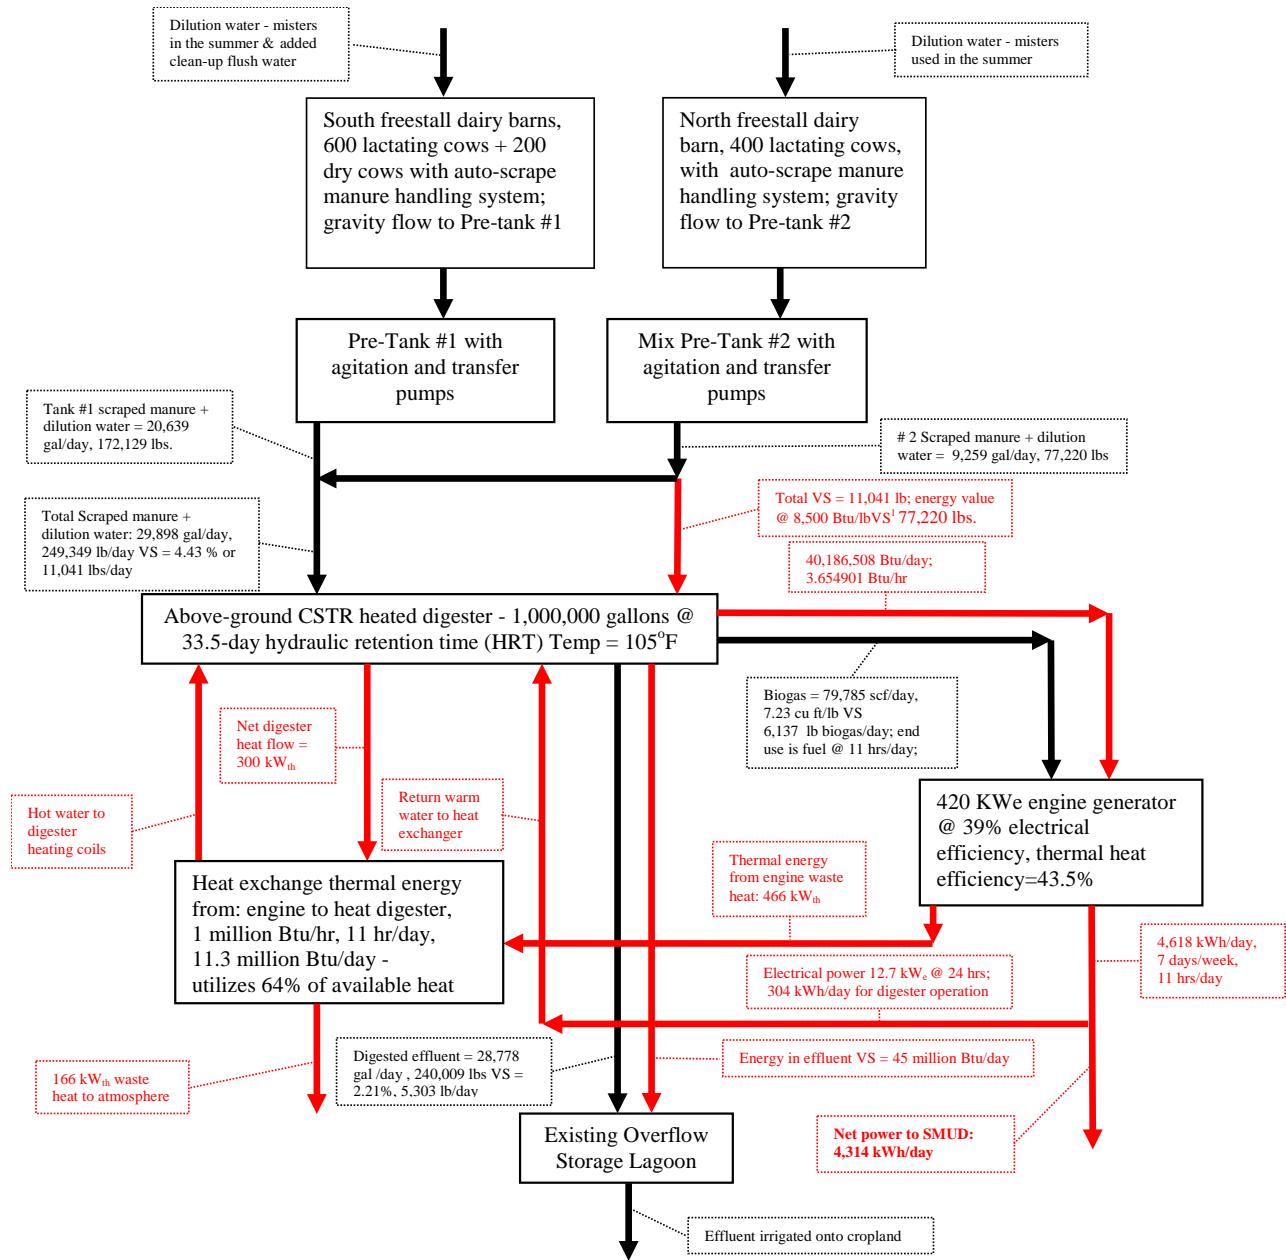 Dilution water - misters
in the summer & added
clean-up flush water
Dilution water - misters
used in the summer
South freestall dairy barns,
600 lactating cows + 200
dry cows with auto-scrape
manure handling system;
gravity flow to Pre-tank #1
North freestall dairy
barn, 400 lactating cows,
with auto-scrape manure
handling system; gravity
flow to Pre-tank #2
Pre-Tank #1 with
agitation and transfer
pumps
Mix Pre-Tank #2 with
agitation and transfer
pumps
Tank #1 scraped manure +
dilution water = 20,639
gal/day, 172,129 lbs.
# 2 Scraped manure + dilution
water = 9,259 gal/day, 77,220 lbs
Total Scraped manure +
dilution water: 29,898 gal/day,
249,349 lb/day VS = 4.43 % or
11,041 lbs/day
Total VS = 11,041 lb; energy value
@ 8,500 Btu/lbVS¹ 77,220 lbs.
40,186,508 Btu/day;
3.654901 Btu/hr
Above-ground CSTR heated digester - 1,000,000 gallons @
33.5-day hydraulic retention time (HRT) Temp = 105°F
Biogas = 79,785 scf/day,
7.23 cu ft/lb VS
6,137 lb biogas/day; end
use is fuel @ 11 hrs/day;
Net digester
heat flow =
300 kWth
Hot water to
digester
heating coils
Return warm
water to heat
exchanger
420 KWe engine generator
@ 39% electrical
efficiency, thermal heat
efficiency=43.5%
Thermal energy
from engine waste
heat: 466 kWth
Heat exchange thermal energy
from: engine to heat digester,
1 million Btu/hr, 11 hr/day,
11.3 million Btu/day -
utilizes 64% of available heat
4,618 kWh/day,
7 days/week,
11 hrs/day
Electrical power 12.7 kWe @ 24 hrs;
304 kWh/day for digester operation
Digested effluent = 28,778
gal /day , 240,009 lbs VS =
2.21%, 5,303 lb/day
Energy in effluent VS = 45 million Btu/day
166 kWth waste
heat to atmosphere
Net power to SMUD:
4,314 kWh/day
Existing Overflow
Storage Lagoon
Effluent irrigated onto cropland